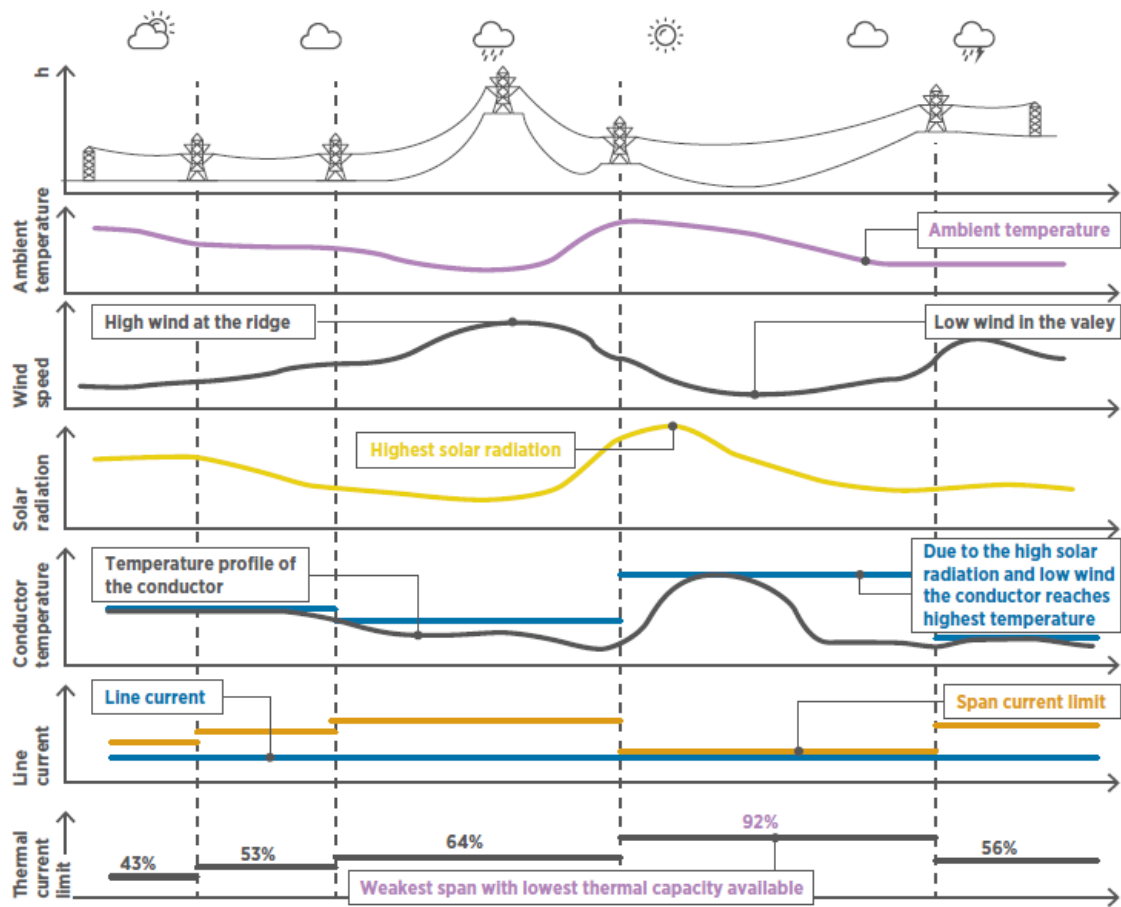 h
Ambient
temperature
Ambient temperature
Wind
speed
High wind at the ridge
Low wind in the valey
Solar
radiation
Highest solar radiation
Conductor
temperature
Temperature profile of
the conductor
Due to the high solar
radiation and low wind
the conductor reaches
highest temperature
Line
current
Line current
Span current limit
Thermal
current
limit
43%
53%
64%
92%
56%
Weakest span with lowest thermal capacity available